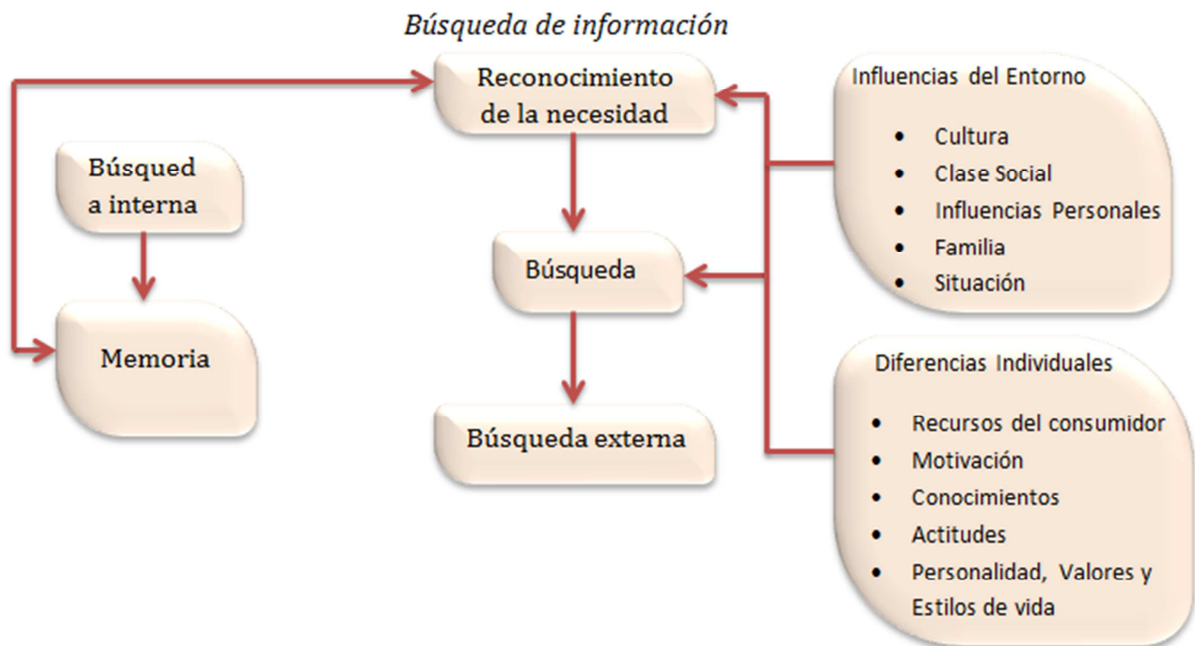 Búsqueda de información
Reconocimiento
de la necesidad
Búsqued
a interna
Memoria
Búsqueda
Búsqueda externa
Influencias del Entorno
• Cultura
• Clase Social
• Influencias Personales
• Familia
• Situación
Diferencias Individuales
• Recursos del consumidor
• Motivación
• Conocimientos
• Actitudes
• Personalidad, Valores y
Estilos de vida